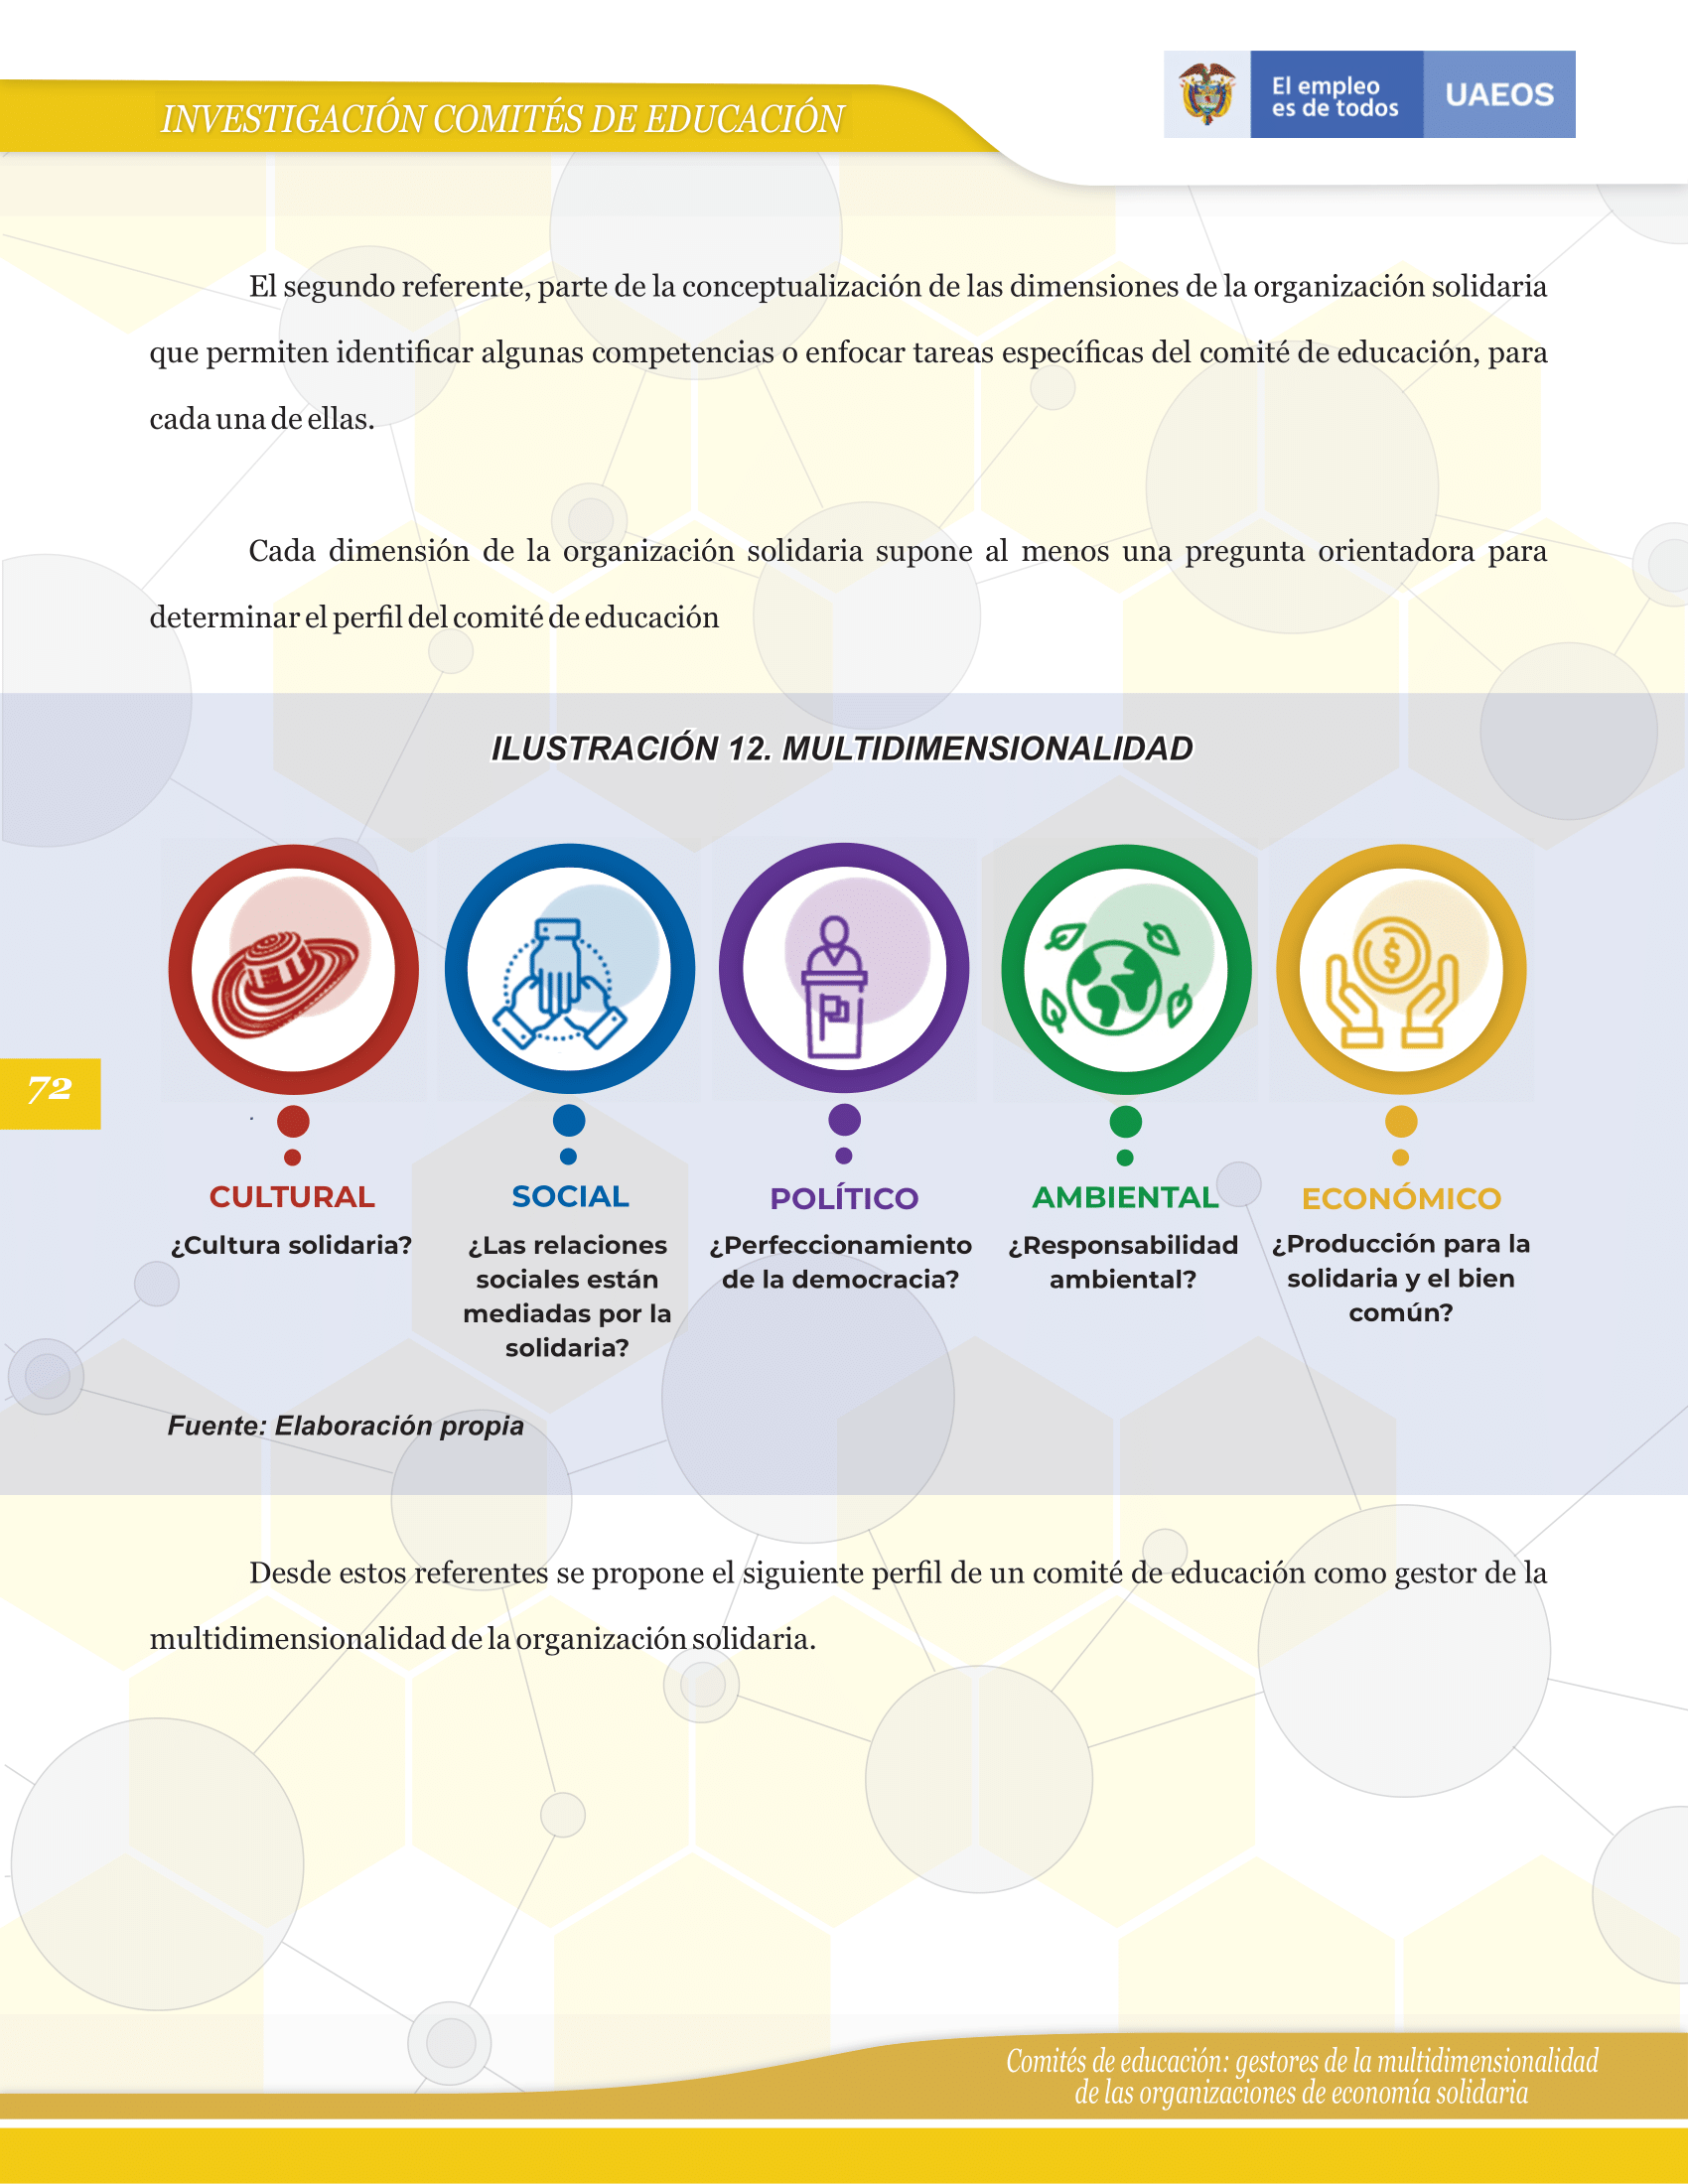 INVESTIGACIÓN COMITÉS DE EDUCACIÓN
El empleo
es de todos
UAEOS
El segundo referente, parte de la conceptualización de las dimensiones de la organización solidaria
que permiten identificar algunas competencias o enfocar tareas específicas del comité de educación, para
cada una de ellas.
Cada dimensión de la organización solidaria supone al menos una pregunta orientadora para
determinar el perfil del comité de educación
ILUSTRACIÓN 12. MULTIDIMENSIONALIDAD
CULTURAL
¿Cultura solidaria?
SOCIAL
¿Las relaciones
sociales están
mediadas por la
solidaria?
POLÍTICO
¿Perfeccionamiento
de la democracia?
AMBIENTAL
¿Responsabilidad
ambiental?
ECONÓMICO
¿Producción para la
solidaria y el bien
común?
72
Fuente: Elaboración propia
Desde estos referentes se propone el siguiente perfil de un comité de educación como gestor de la
multidimensionalidad de la organización solidaria.
Comités de educación: gestores de la multidimensionalidad
de las organizaciones de economía solidaria